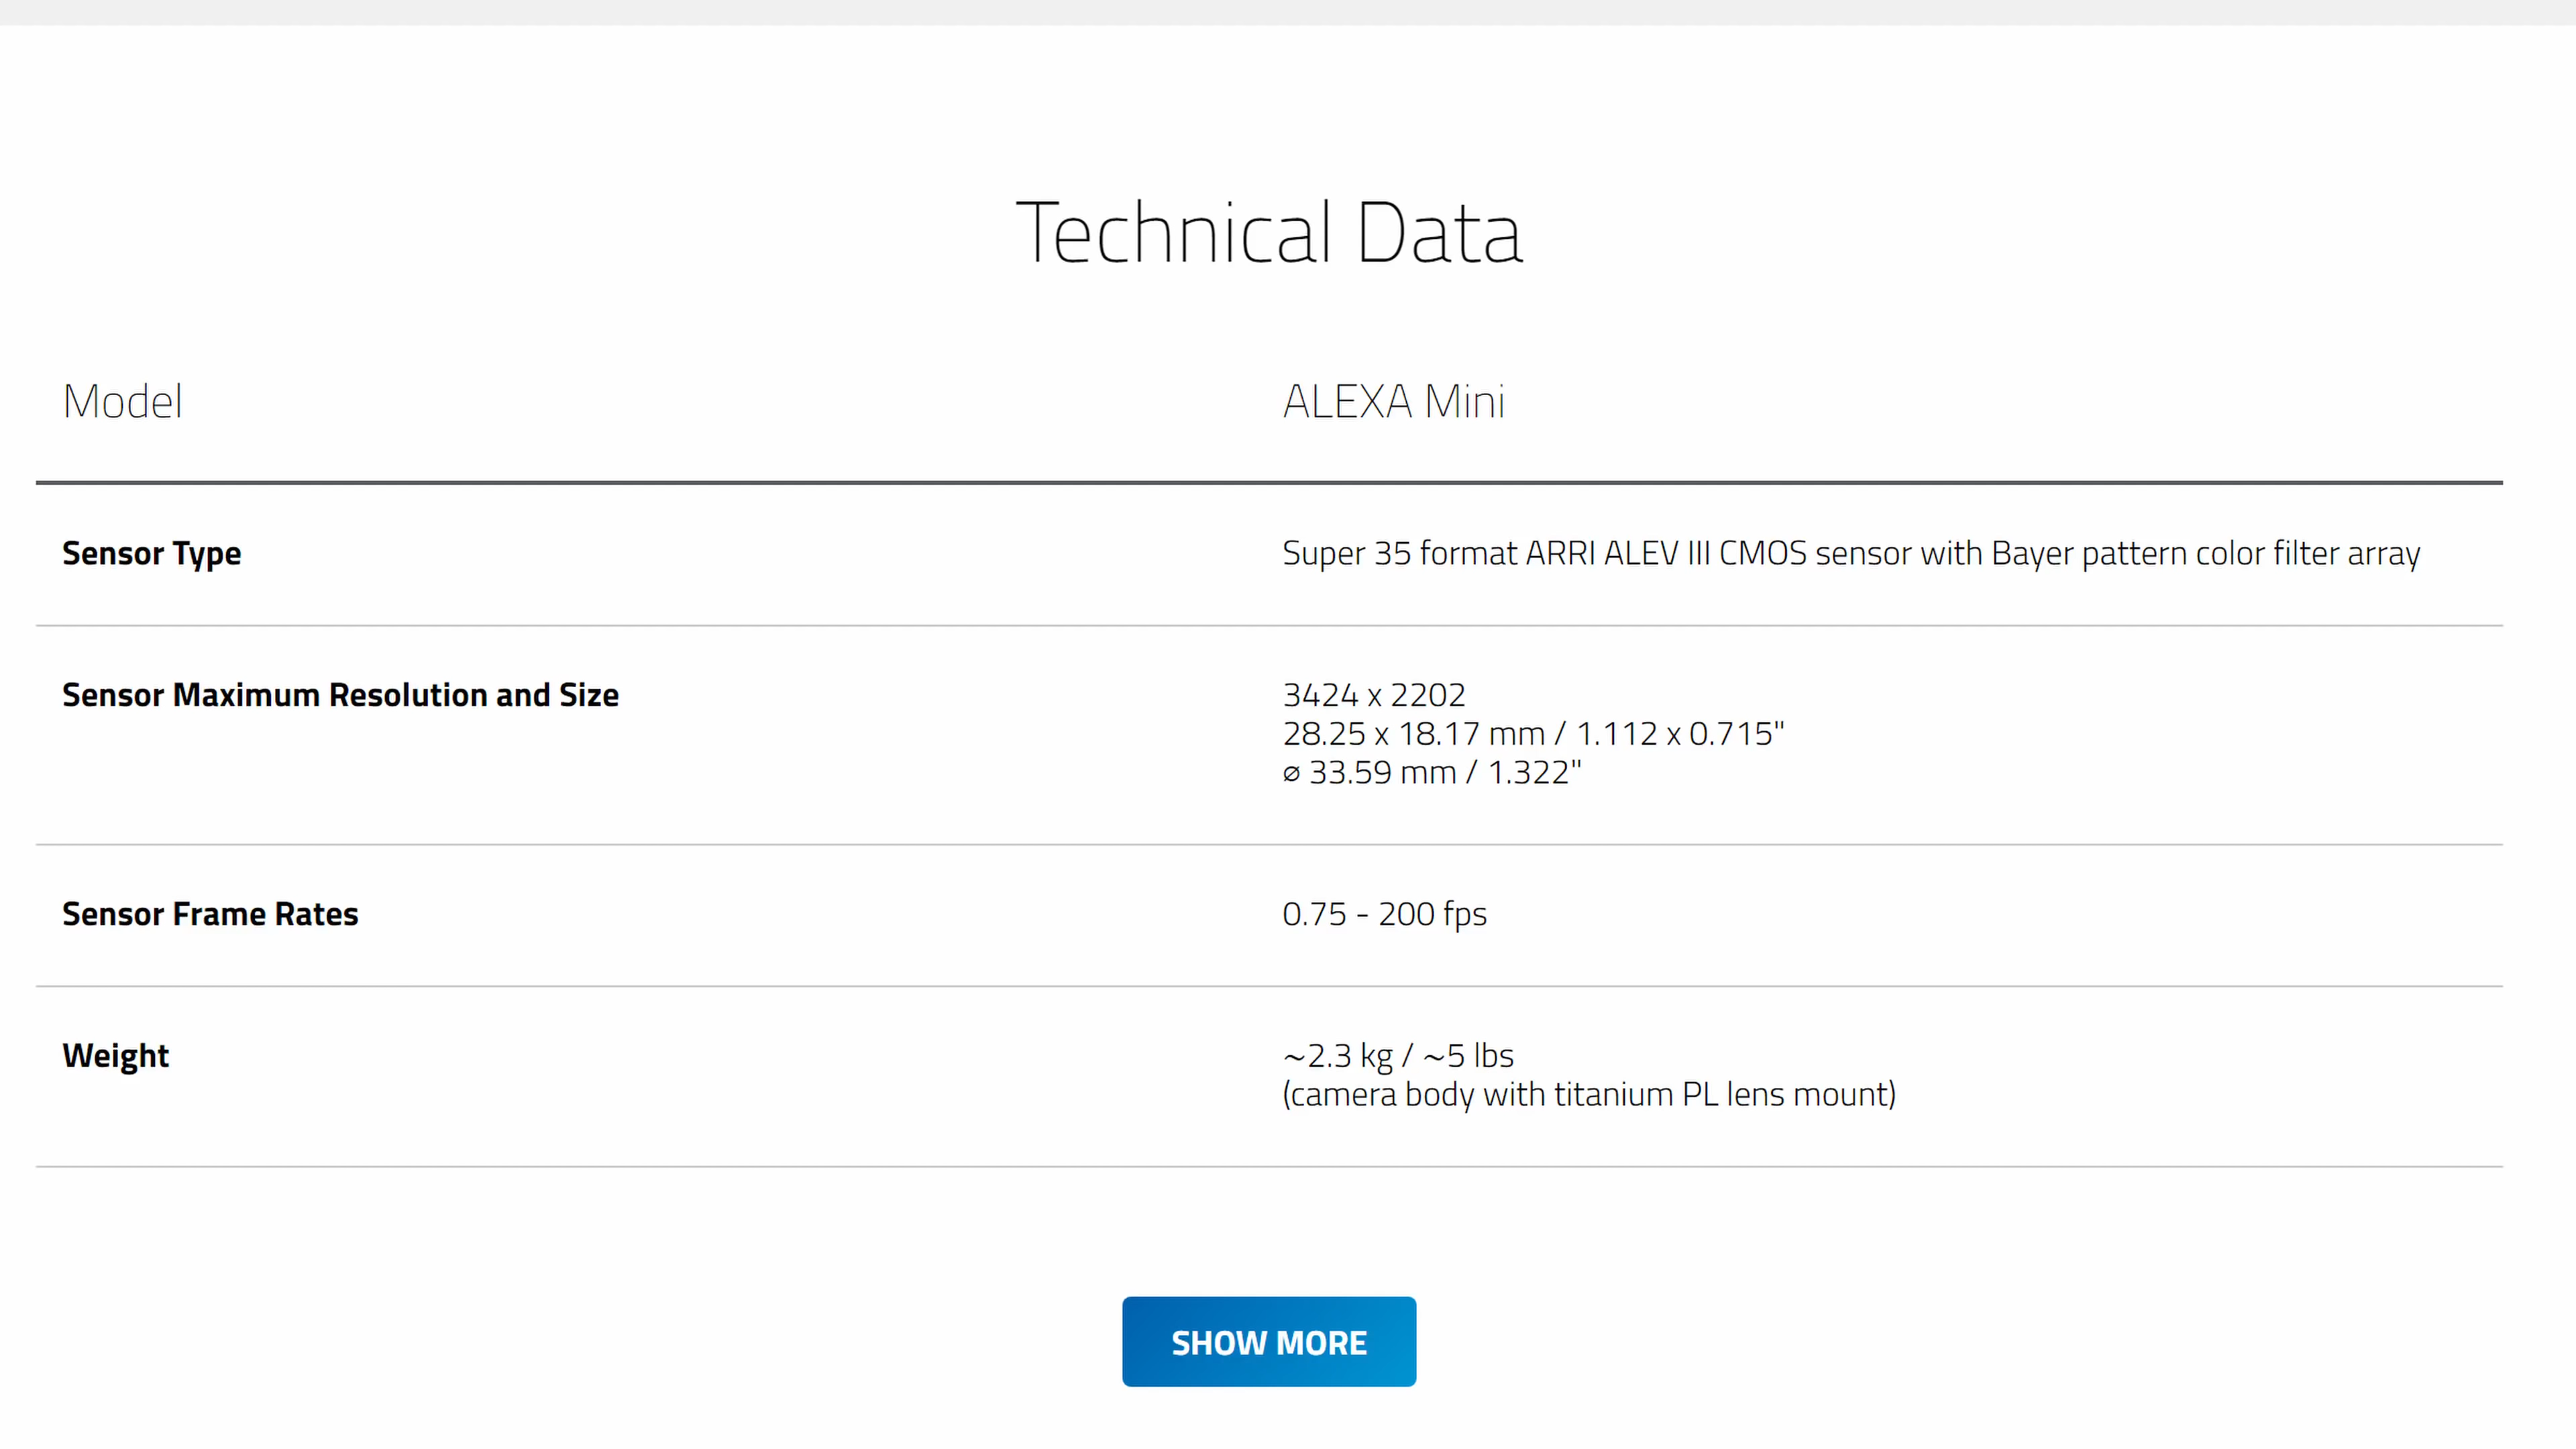 Technical Data
Model
ALEXA Mini
Sensor Type
Super 35 format ARRI ALEV III CMOS sensor with Bayer pattern color filter array
Sensor Maximum Resolution and Size
3424 x 2202
28.25 x 18.17 mm / 1.112 x 0.715"
⌀ 33.59 mm / 1.322"
Sensor Frame Rates
0.75 - 200 fps
Weight
~2.3 kg / ~5 lbs
(camera body with titanium PL lens mount)
SHOW MORE